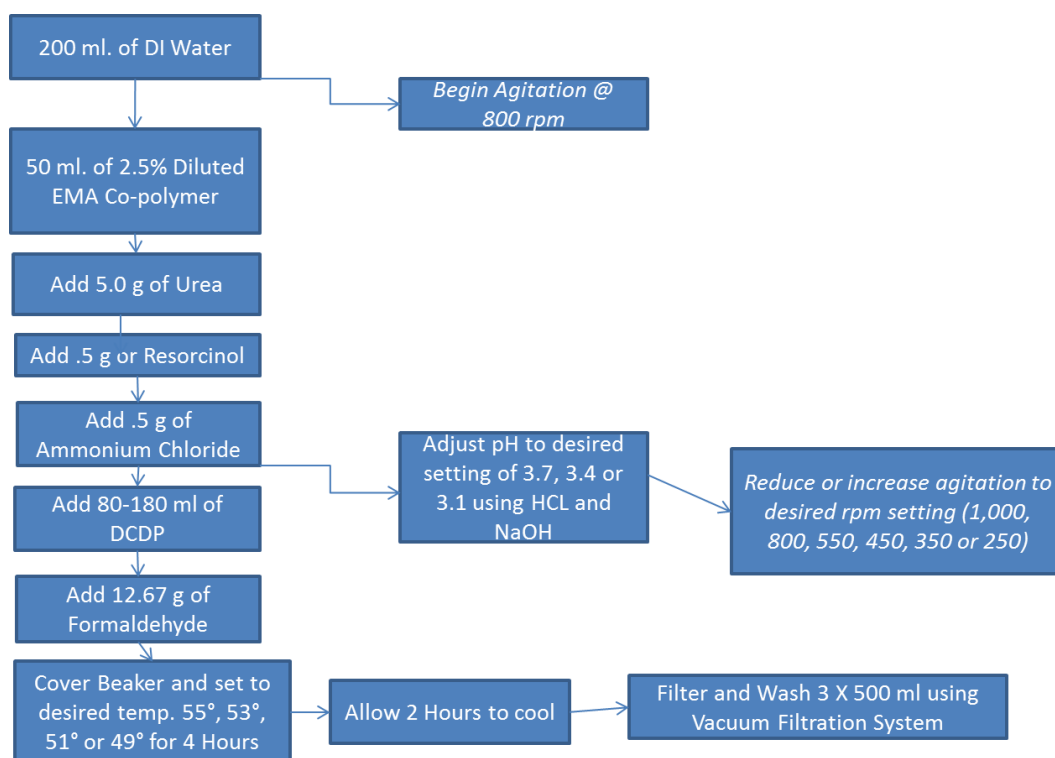 200 ml. of DI Water
Begin Agitation @
800 rpm
50 ml. of 2.5% Diluted
EMA Co-polymer
Add 5.0 g of Urea
Add .5 g or Resorcinol
Add .5 g of
Ammonium Chloride
Adjust pH to desired
setting of 3.7, 3.4 or
3.1 using HCL and
NaOH
Reduce or increase agitation to
desired rpm setting (1,000,
800, 550, 450, 350 or 250)
Add 80-180 ml of
DCDP
Add 12.67 g of
Formaldehyde
Cover Beaker and set to
desired temp. 55°, 53°,
51° or 49° for 4 Hours
Allow 2 Hours to cool
Filter and Wash 3 X 500 ml using
Vacuum Filtration System